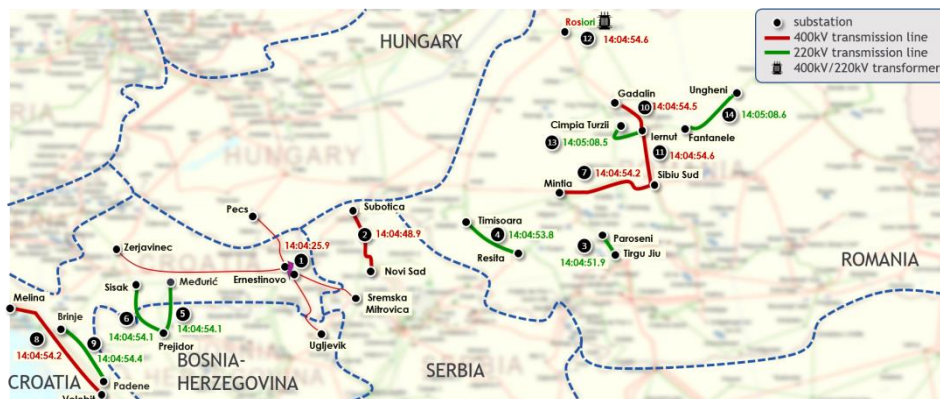 HUNGARY
Rosiori
12
14:04:54.6
substation
400kV transmission line
220kV transmission line
400kV/220kV transformer
Gadalin
10
14:04:54.5
Ungheni
14
14:05:08.6
Cimpia Turzii
13
14:05:08.5
Iernut
Fantanele
11
14:04:54.6
7
14:04:54.2
Mintia
Sibiu Sud
Pecs
Subotica
2
14:04:48.9
Novi Sad
Timisoara
4
14:04:53.8
Resita
Paroseni
3
14:04:51.9
Tirgu Jiu
ROMANIA
Zerjavinec
14:04:25.9
1
Ernestinovo
Sisak
Međurić
6
14:04:54.1
5
14:04:54.1
Prejidor
Sremska
Mitrovica
Ugljevik
Melina
Brinje
8
14:04:54.2
9
14:04:54.4
BOSNIA-
HERZEGOVINA
SERBIA
CROATIA
Padene